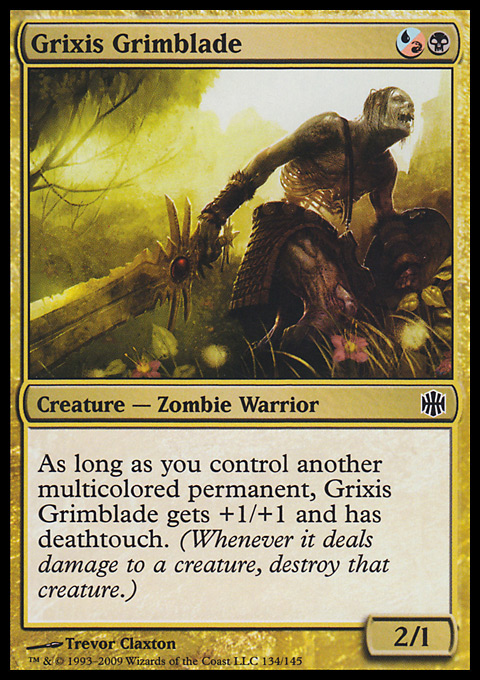 Grixis Grimblade
Creature — Zombie Warrior
As long as you control another
multicolored permanent, Grixis
Grimblade gets +1/+1 and has
deathtouch. (Whenever it deals
damage to a creature, destroy that
creature.)
2/1
Trevor Claxton
™ & © 1993–2009 Wizards of the Coast LLC 134/145